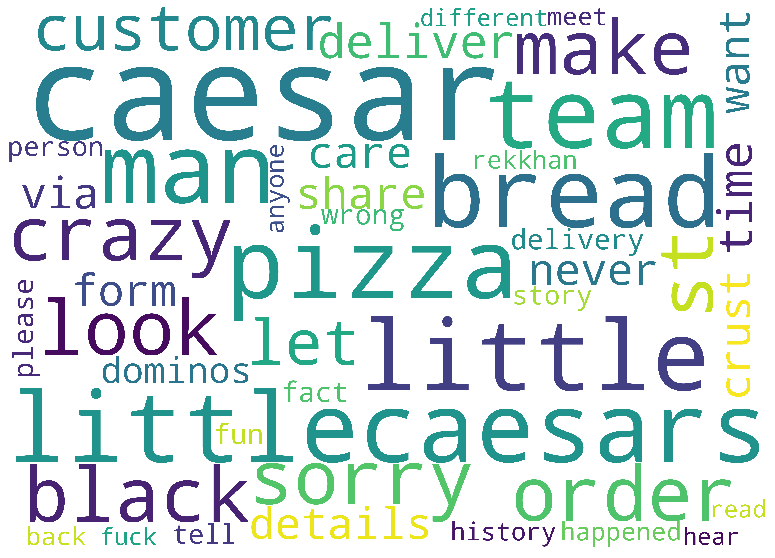 different meet
customer deliver make want
caesar team
person man care rekkhan bread
via anyone share wrong time
crazy pizza delivery never
please form story st crust
look let little
dominos fact
littlecaesars
fun
black sorry order
details read
back fuck tell history happened hear